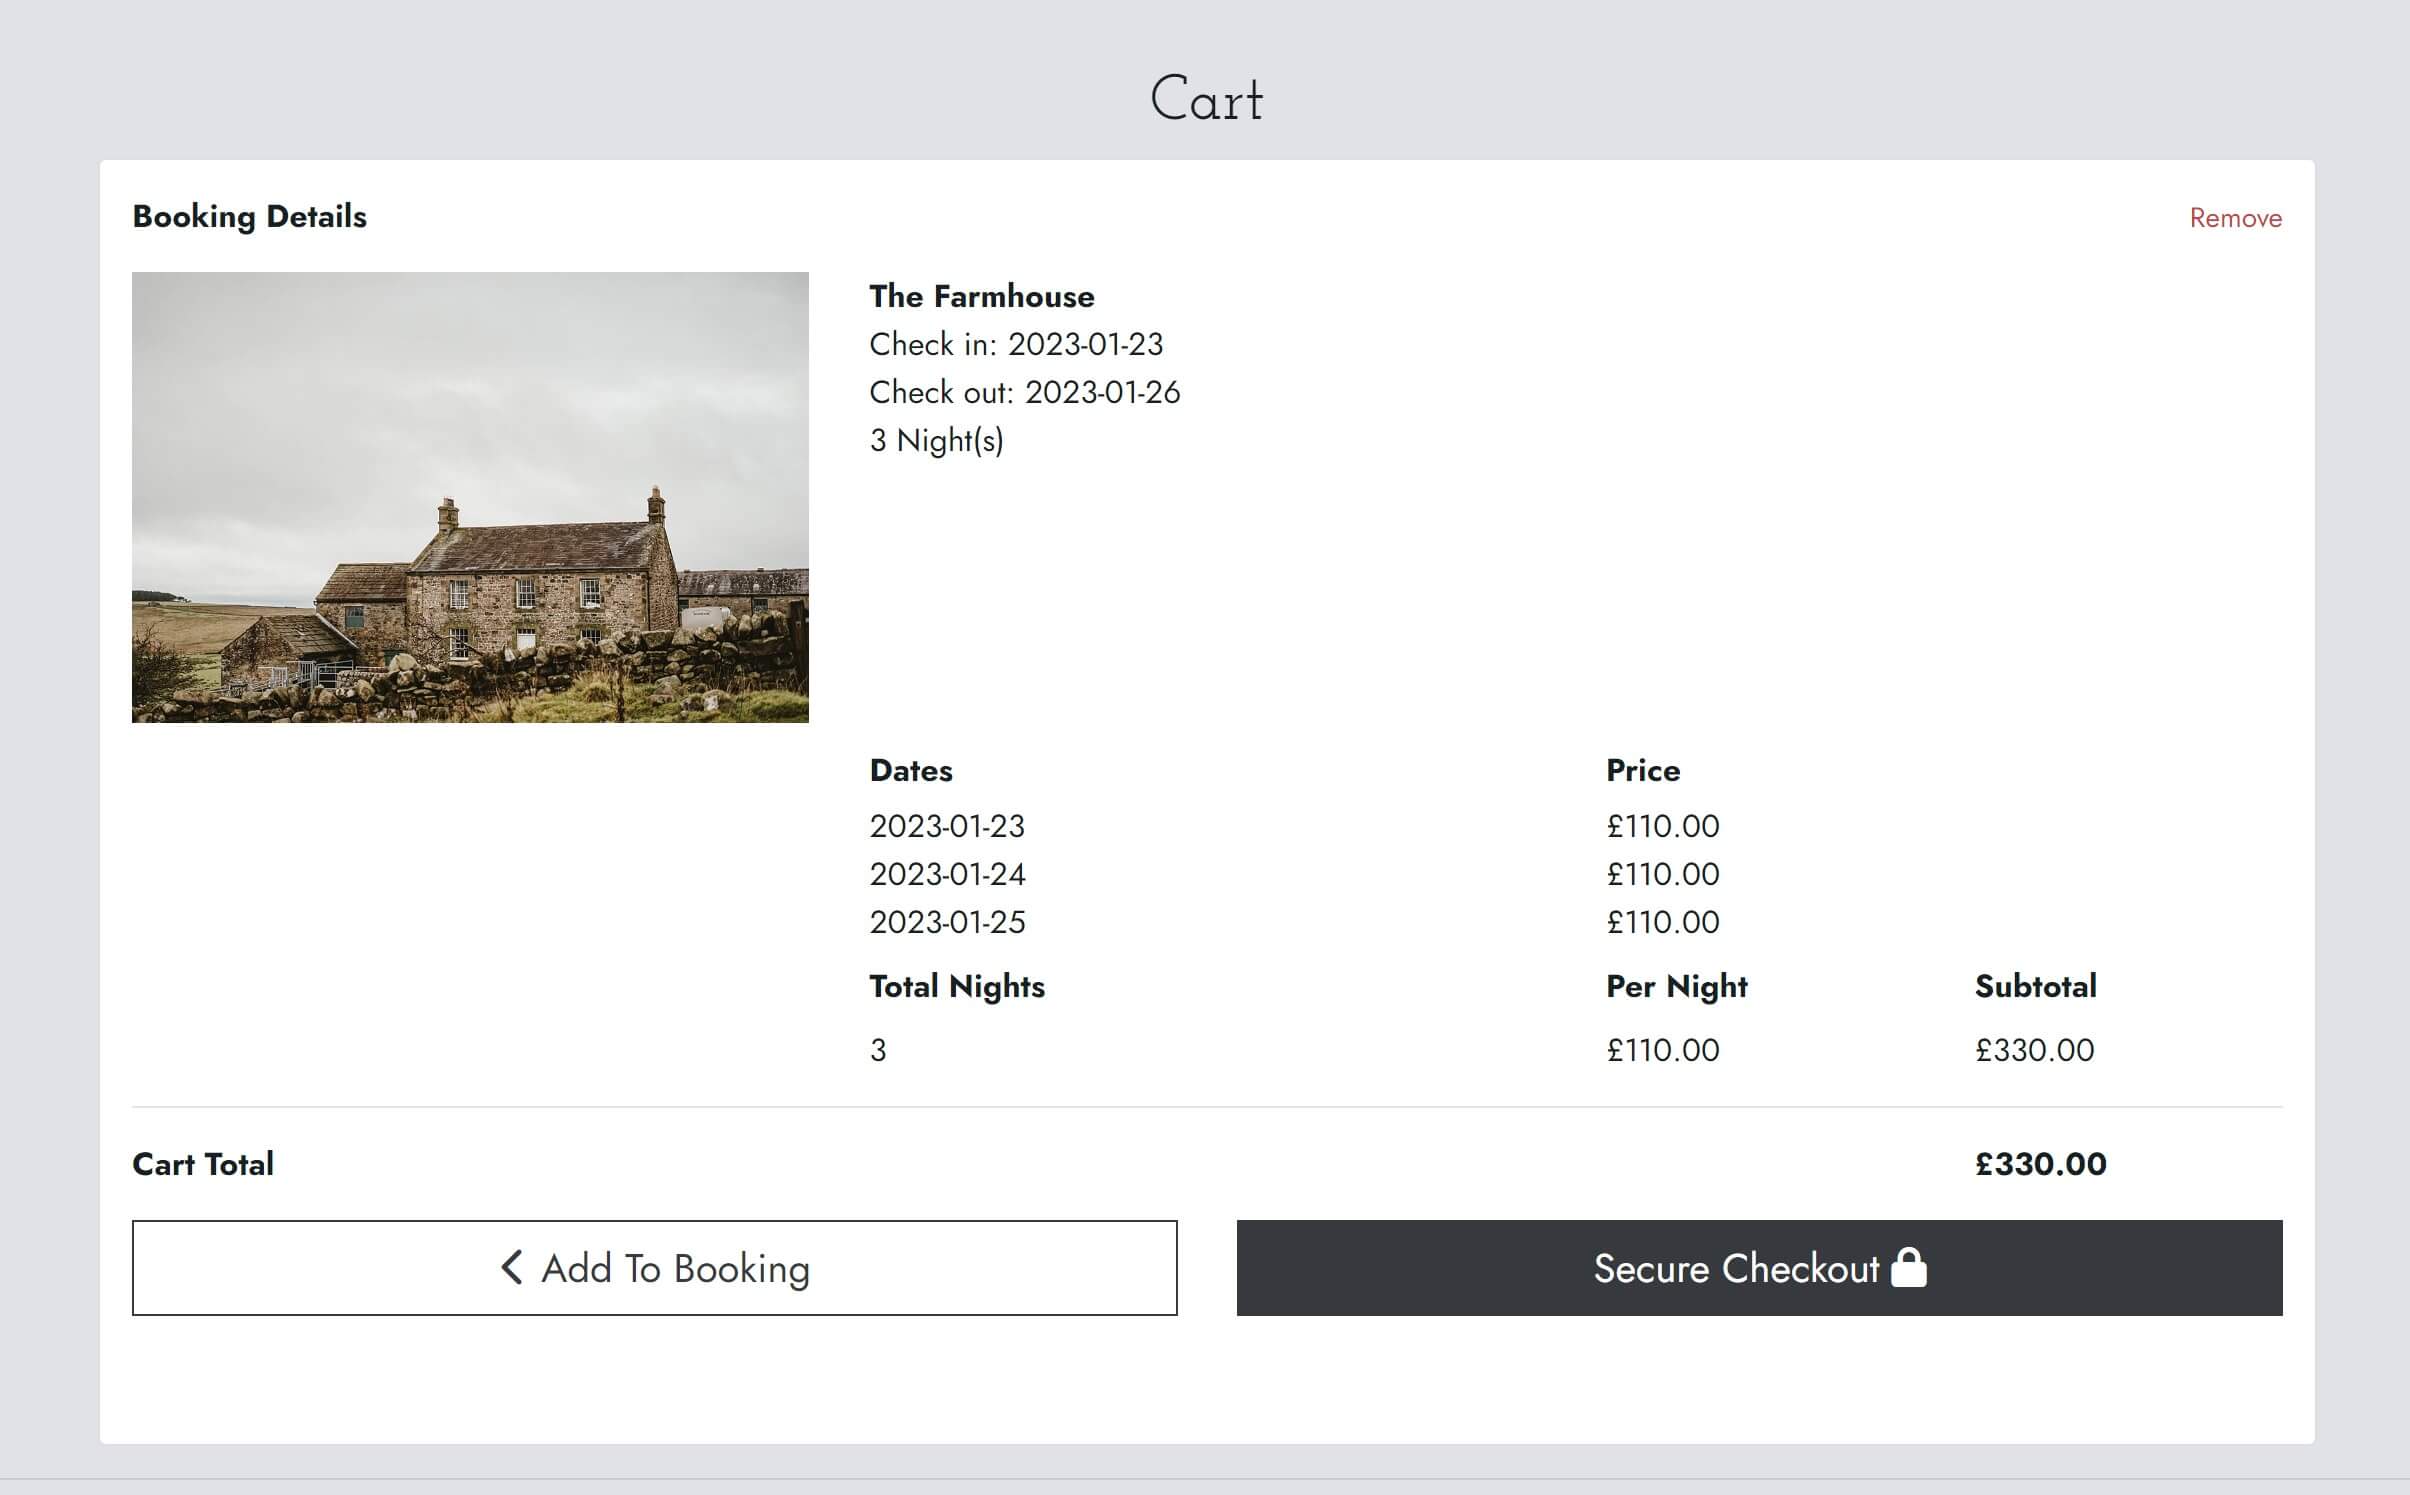 Cart
Booking Details
Remove
The Farmhouse
Check in: 2023-01-23
Check out: 2023-01-26
3 Night(s)
Dates Price
2023-01-23 £110.00
2023-01-24 £110.00
2023-01-25 £110.00
Total Nights Per Night Subtotal
3 £110.00 £330.00
Cart Total £330.00
Add To Booking
Secure Checkout